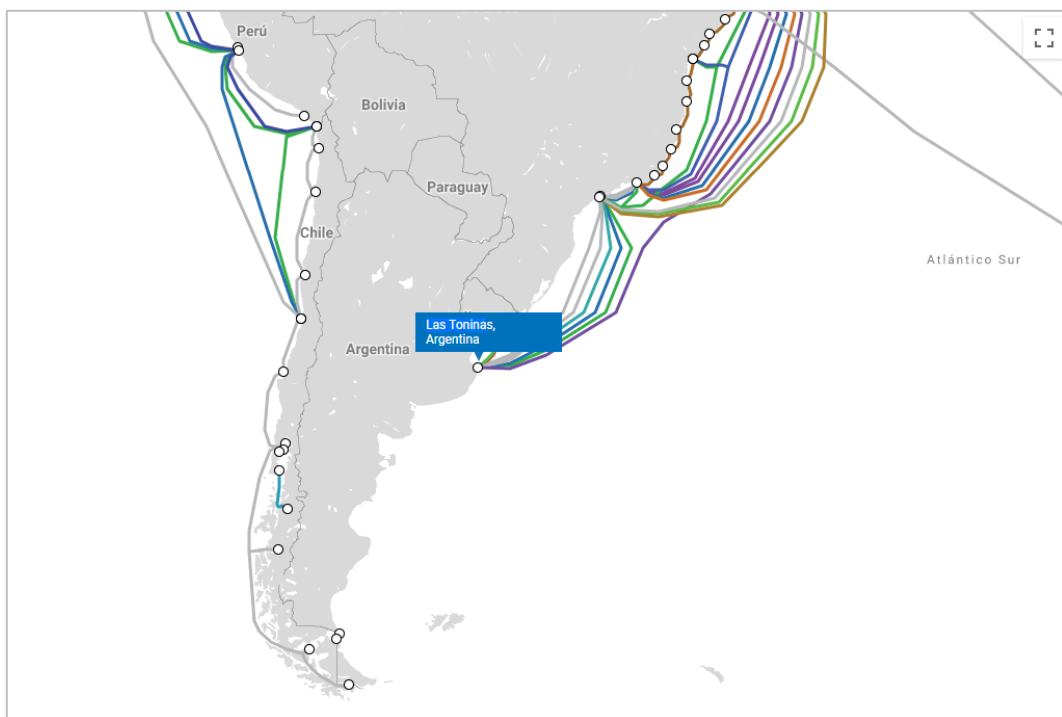 Perú
Bolivia
Paraguay
Chile
Atlántico Sur
Las Toninas,
Argentina
Argentina